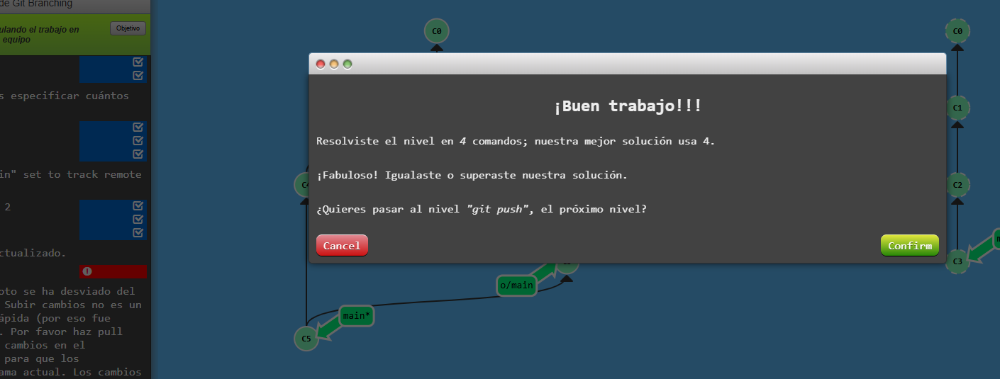 de Git Branching
ulando el trabajo en
equipo
Objetivo
s especificar cuántos
in" set to track remote
2
ctualizado.
oto se ha desviado del
Subir cambios no es un
ápida (por eso fue
. Por favor haz pull
cambios en el
para que los
ama actual. Los cambios
C0
¡Buen trabajo!!!
Resolviste el nivel en 4 comandos; nuestra mejor solución usa 4.
¡Fabuloso! Igualaste o superaste nuestra solución.
¿Quieres pasar al nivel "git push", el próximo nivel?
Cancel
Confirm
o/main
main*
C5
C0
C1
C2
C3